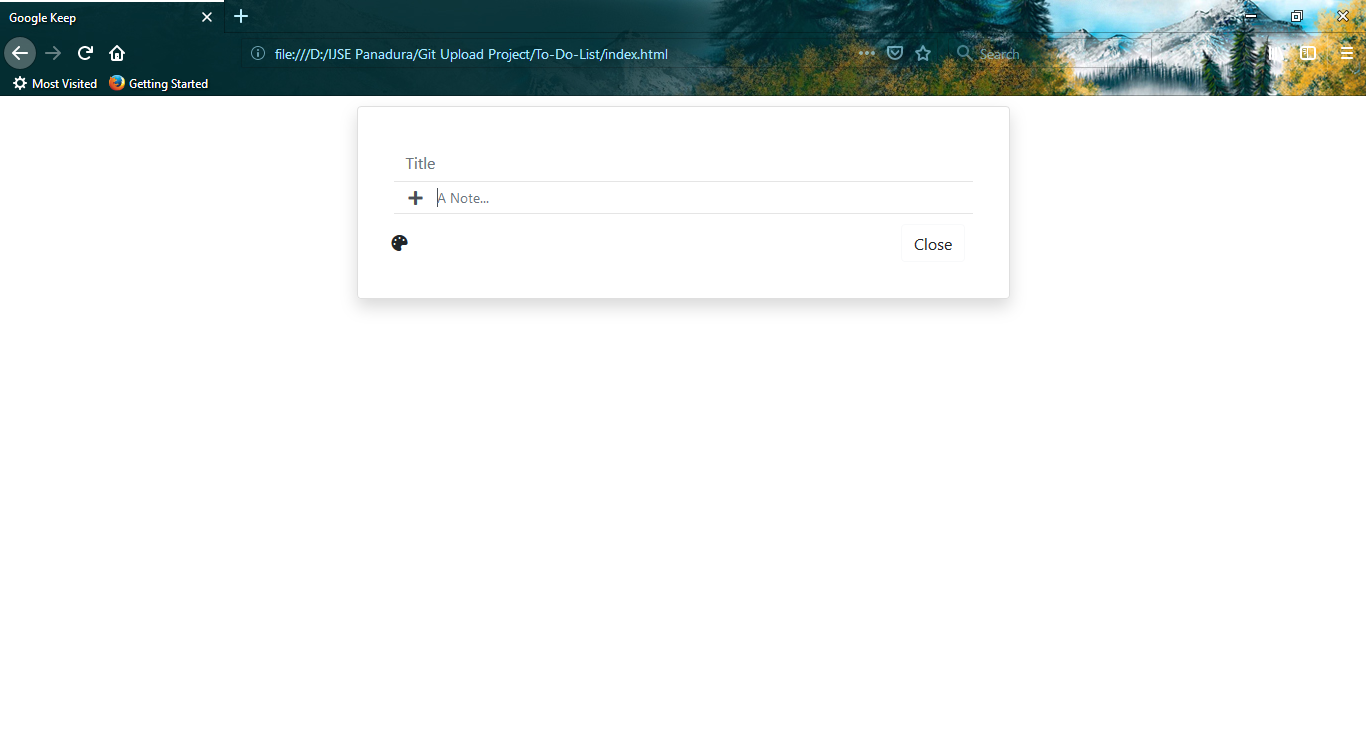 Google Keep
file:///D:/IJSE Panadura/Git Upload Project/To-Do-List/index.html
Search
Most Visited
Getting Started
Title
A Note...
Close